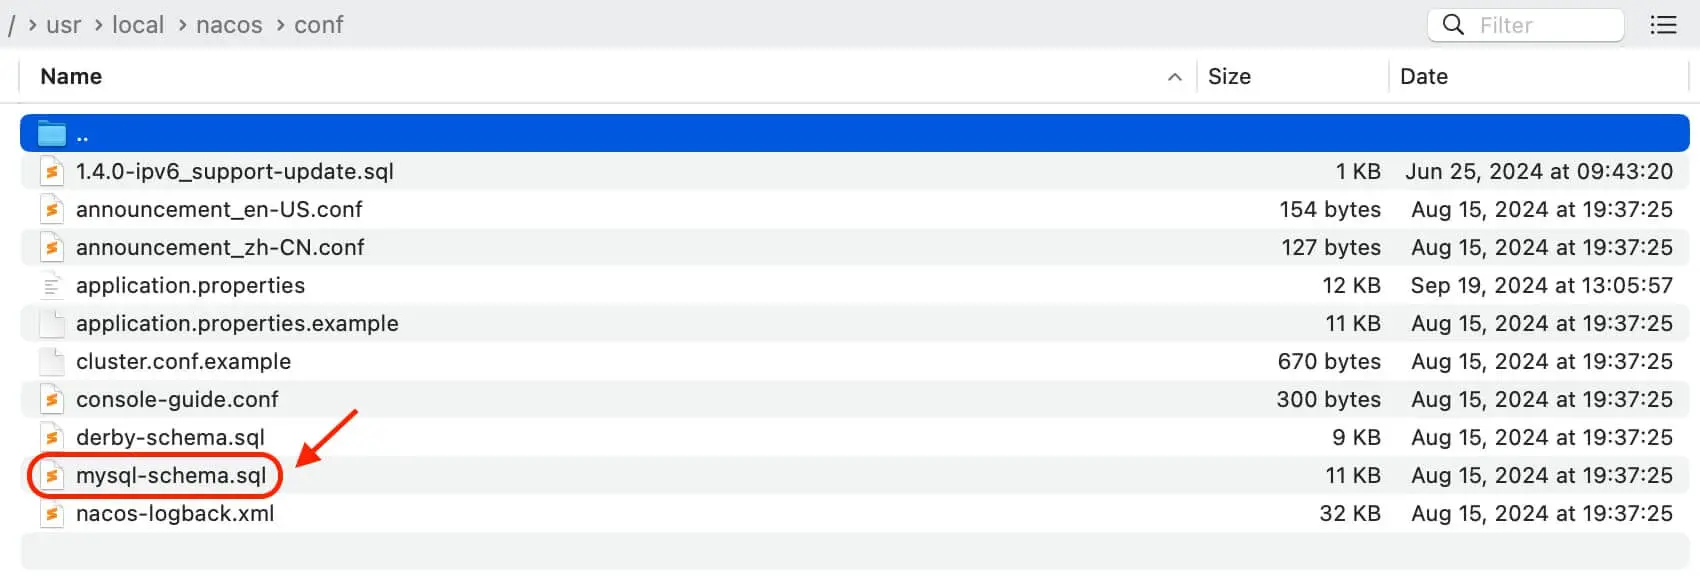 / › usr › local › nacos › conf Filter
Name Size Date
..
1.4.0-ipv6_support-update.sql 1 KB Jun 25, 2024 at 09:43:20
announcement_en-US.conf 154 bytes Aug 15, 2024 at 19:37:25
announcement_zh-CN.conf 127 bytes Aug 15, 2024 at 19:37:25
application.properties 12 KB Sep 19, 2024 at 13:05:57
application.properties.example 11 KB Aug 15, 2024 at 19:37:25
cluster.conf.example 670 bytes Aug 15, 2024 at 19:37:25
console-guide.conf 300 bytes Aug 15, 2024 at 19:37:25
derby-schema.sql 9 KB Aug 15, 2024 at 19:37:25
mysql-schema.sql 11 KB Aug 15, 2024 at 19:37:25
nacos-logback.xml 32 KB Aug 15, 2024 at 19:37:25